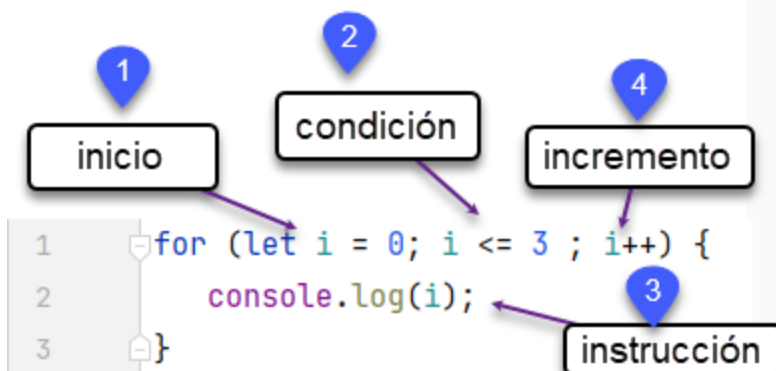 2
1
4
condición
inicio
incremento
1 for (let i = 0; i <= 3 ; i++) {
2 console.log(i);
3
3 }
instrucción